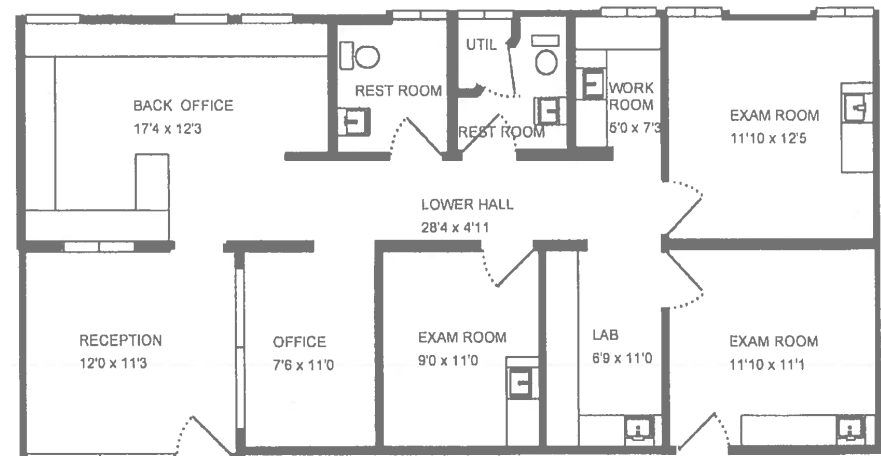 UTIL
REST ROOM
BACK OFFICE
17'4 x 12'3
WORK
ROOM
5'0 x 7'3
REST ROOM
EXAM ROOM
11'10 x 12'5
LOWER HALL
28'4 x 4'11
RECEPTION
12'0 x 11'3
OFFICE
7'6 x 11'0
EXAM ROOM
9'0 x 11'0
LAB
6'9 x 11'0
EXAM ROOM
11'10 x 11'1